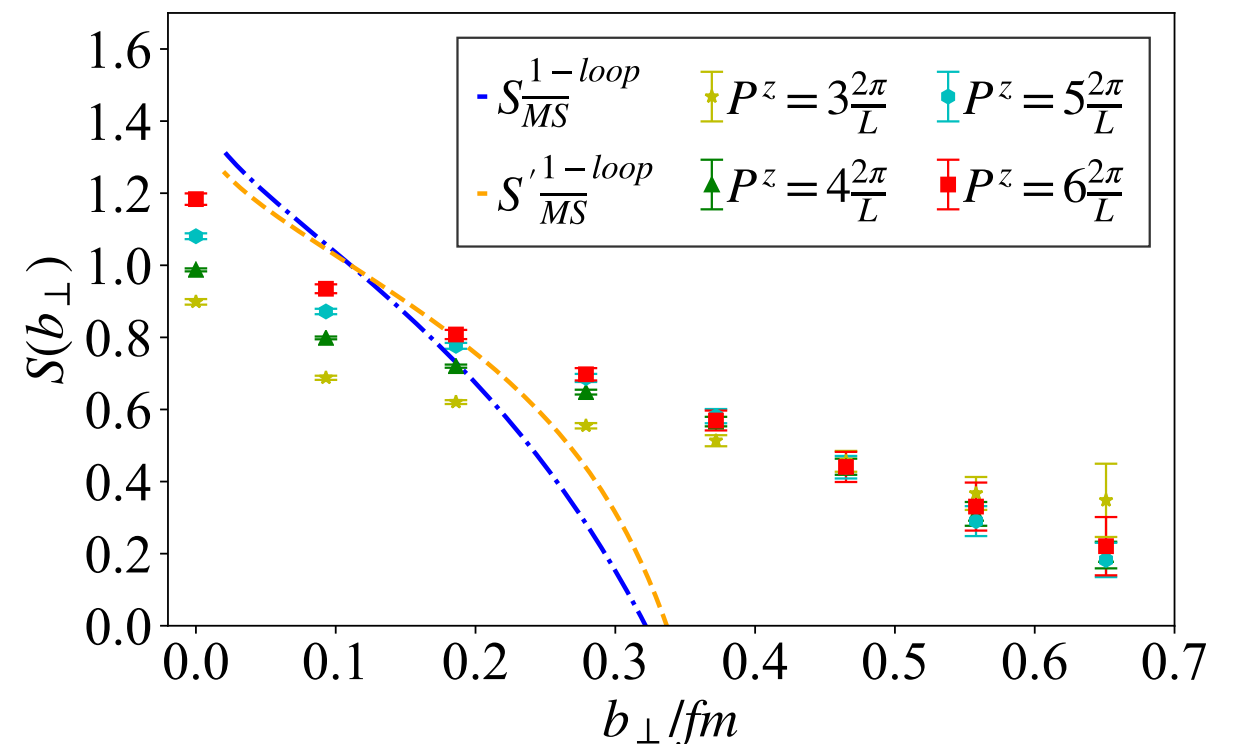 1.6
1.4
1.2
1.0
0.8
0.6
0.4
0.2
0.0
S(b⊥)
S 1−loop MS
S′ 1−loop MS
P^z = 3 2π/L
P^z = 4 2π/L
P^z = 5 2π/L
P^z = 6 2π/L
0.0 0.1 0.2 0.3 0.4 0.5 0.6 0.7
b⊥/fm